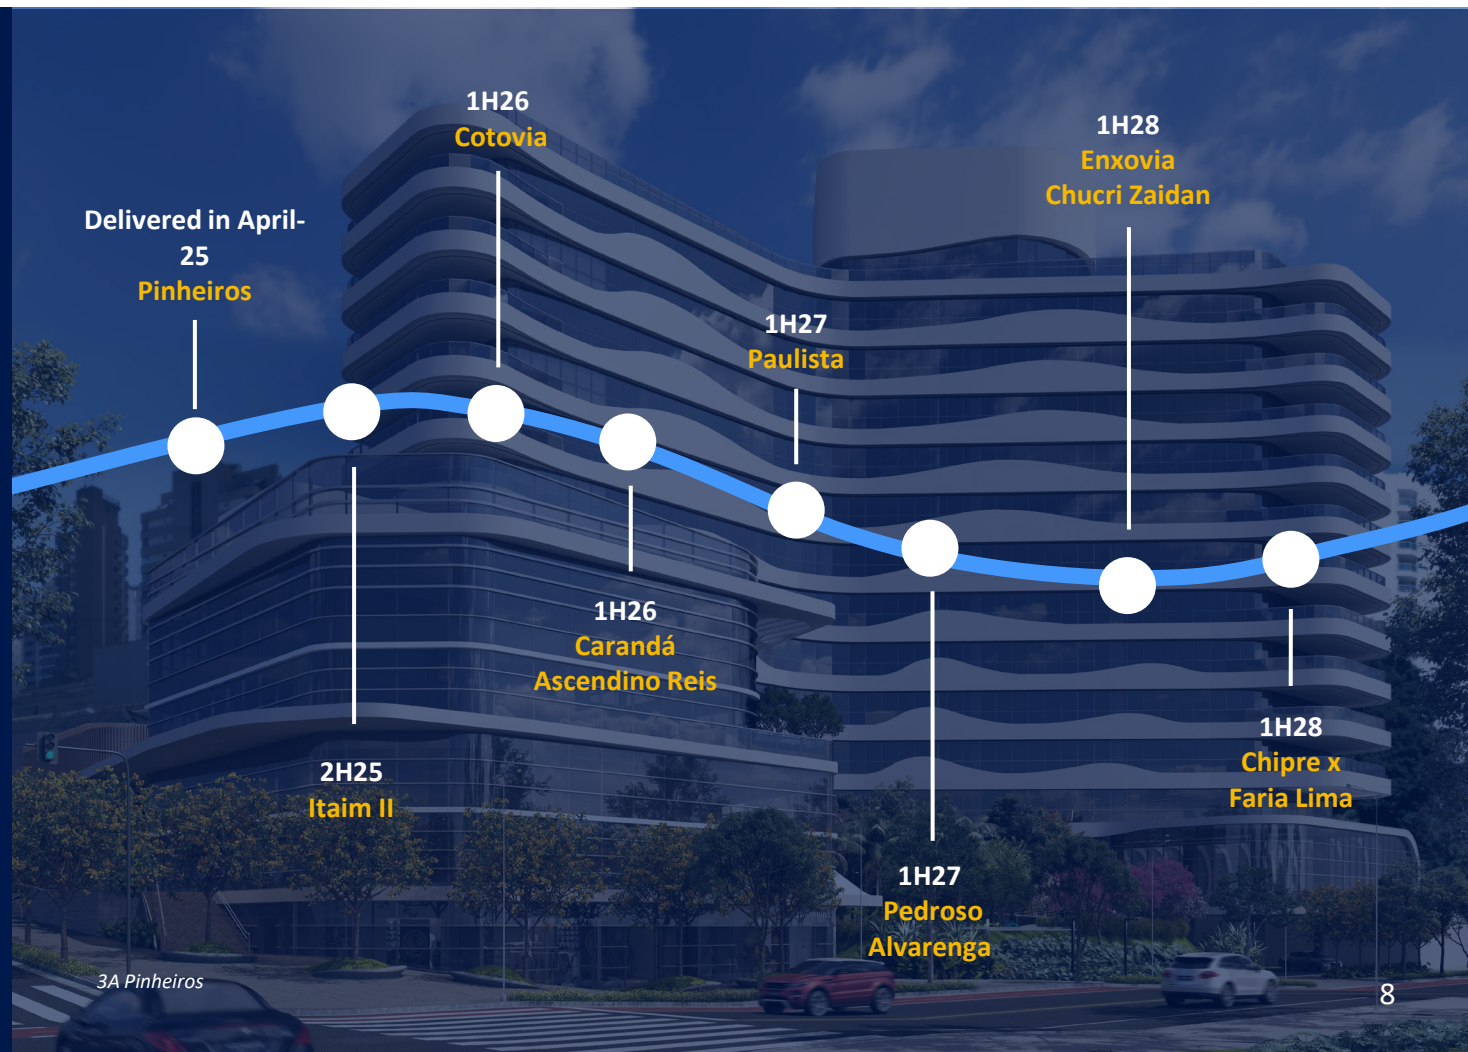 1H26
Cotovia
1H28
Enxovia
Chucri Zaidan
Delivered in April-
25
Pinheiros
1H27
Paulista
1H26
Carandá
Ascendino Reis
2H25
Itaim II
1H28
Chipre x
Faria Lima
1H27
Pedroso
Alvarenga
3A Pinheiros
8